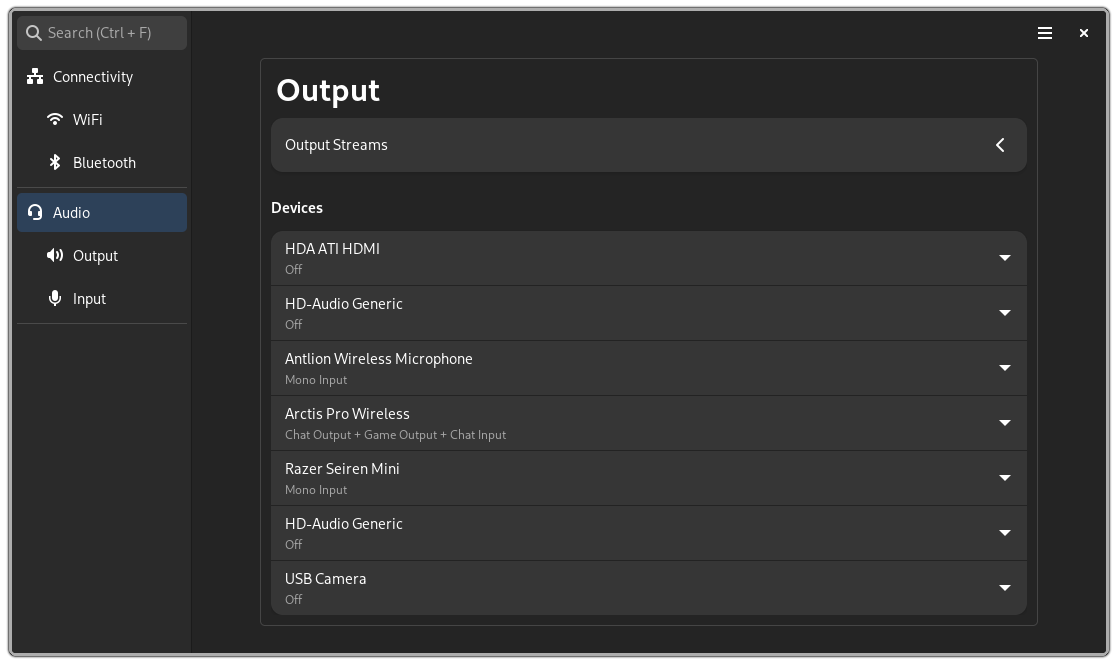 Search (Ctrl + F)
Connectivity
WiFi
Bluetooth
Audio
Output
Input
Output
Output Streams
Devices
HDA ATI HDMI
Off
HD-Audio Generic
Off
Antlion Wireless Microphone
Mono Input
Arctis Pro Wireless
Chat Output + Game Output + Chat Input
Razer Seiren Mini
Mono Input
HD-Audio Generic
Off
USB Camera
Off